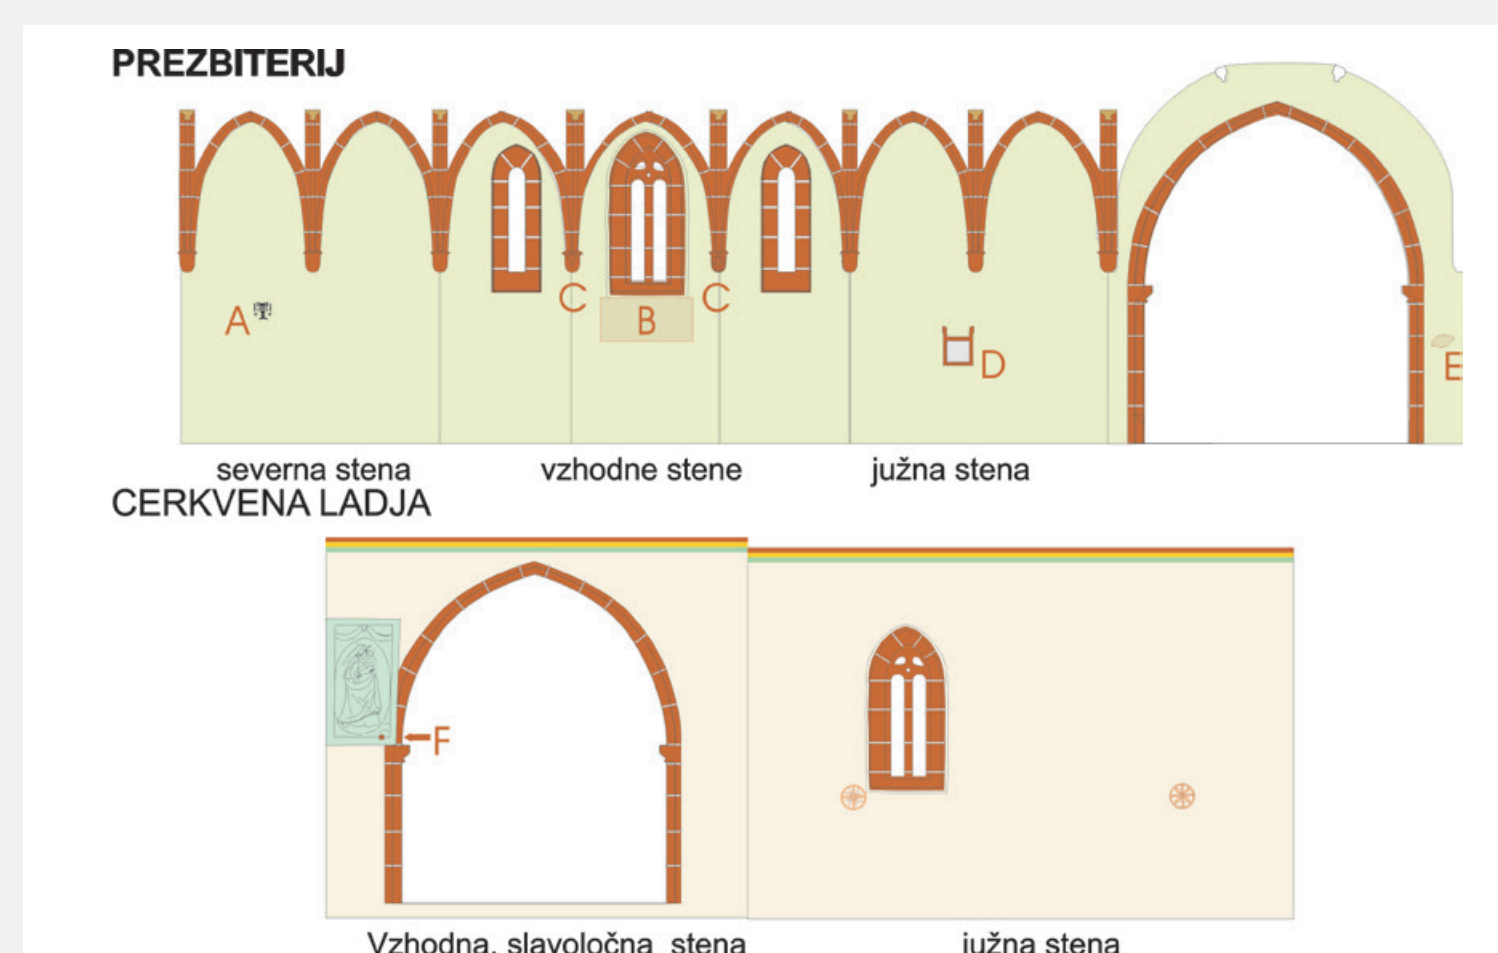 PREZBITERIJ
A
C
B
C
D
E
severna stena
vzhodne stene
južna stena
CERKVENA LADJA
F
Vzhodna, slavoločna stena
južna stena